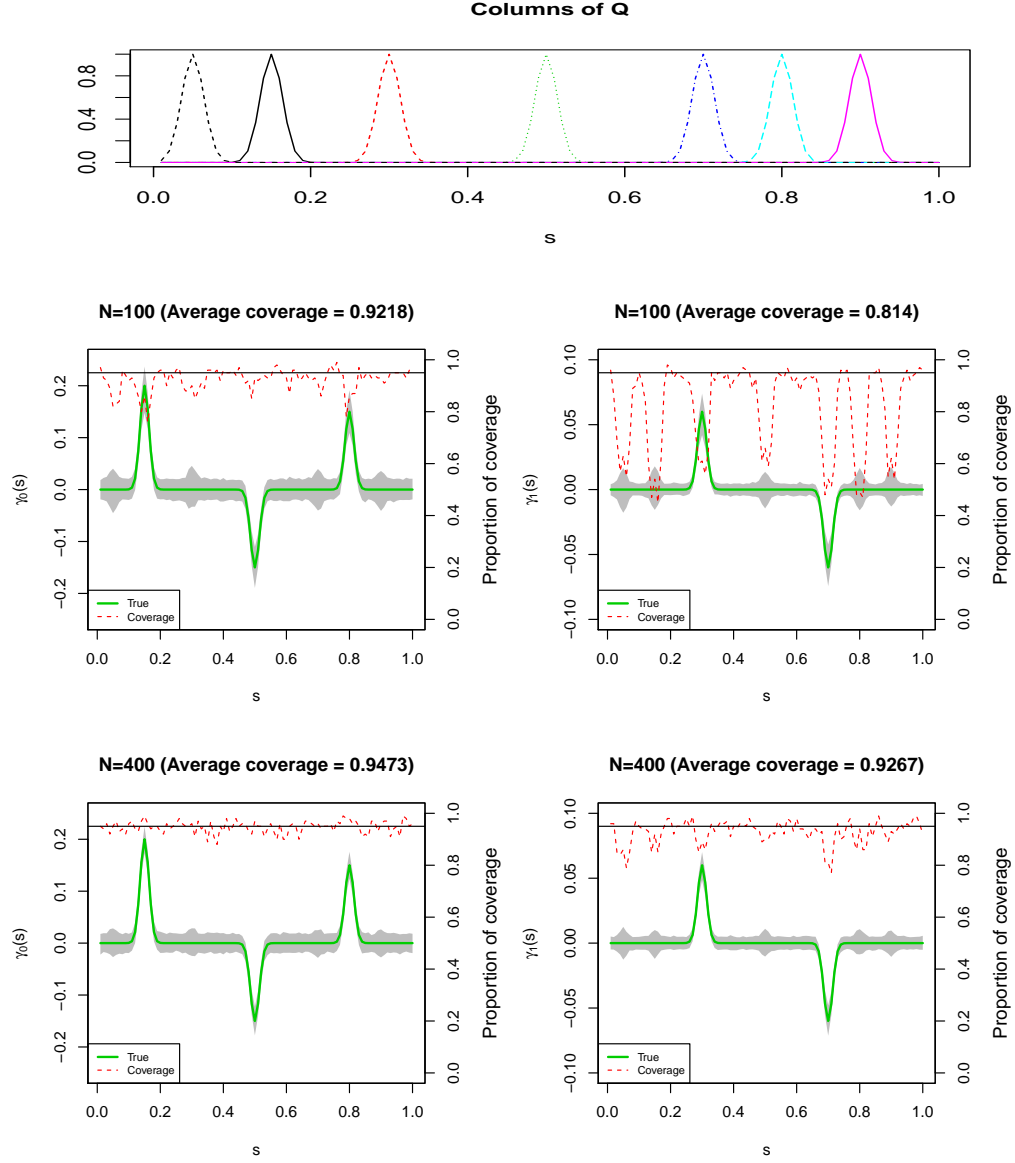 Columns of Q
0.0 0.4 0.8
0.0 0.2 0.4 0.6 0.8 1.0
s
N=100 (Average coverage = 0.9218)
γ0(s)
−0.2 −0.1 0.0 0.1 0.2
Proportion of coverage
0.0 0.2 0.4 0.6 0.8 1.0
True
Coverage
0.0 0.2 0.4 0.6 0.8 1.0
s
N=100 (Average coverage = 0.814)
γ1(s)
−0.10 −0.05 0.00 0.05 0.10
Proportion of coverage
0.0 0.2 0.4 0.6 0.8 1.0
True
Coverage
0.0 0.2 0.4 0.6 0.8 1.0
s
N=400 (Average coverage = 0.9473)
γ0(s)
−0.2 −0.1 0.0 0.1 0.2
Proportion of coverage
0.0 0.2 0.4 0.6 0.8 1.0
True
Coverage
0.0 0.2 0.4 0.6 0.8 1.0
s
N=400 (Average coverage = 0.9267)
γ1(s)
−0.10 −0.05 0.00 0.05 0.10
Proportion of coverage
0.0 0.2 0.4 0.6 0.8 1.0
True
Coverage
0.0 0.2 0.4 0.6 0.8 1.0
s